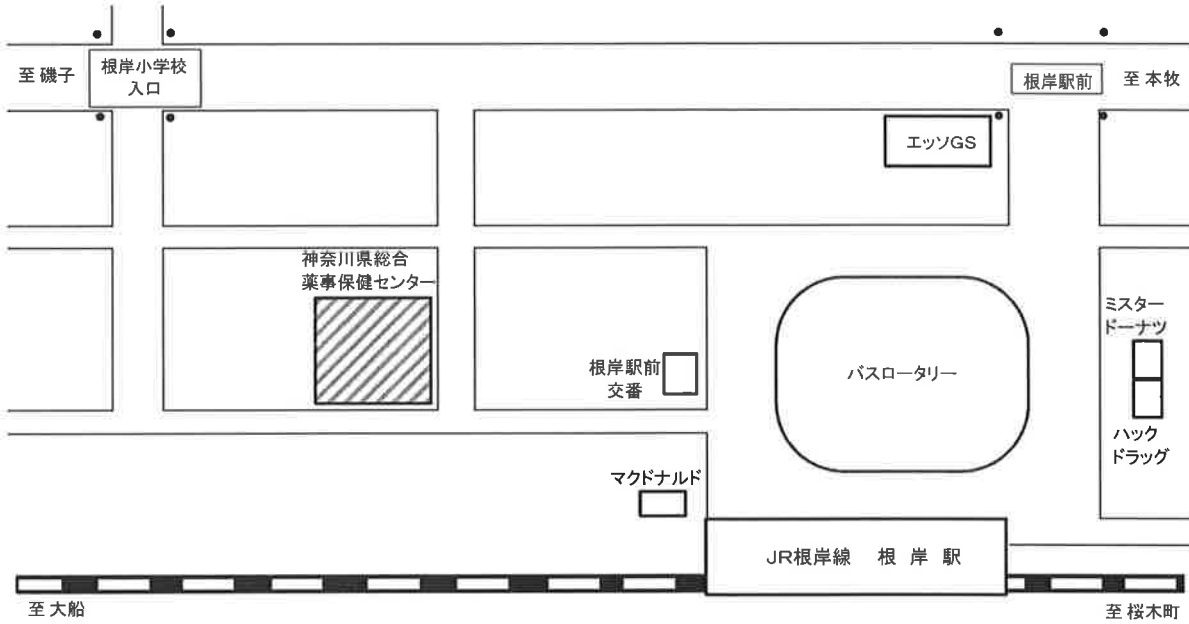 至 磯子
根岸小学校
入口
根岸駅前
至 本牧
エッソGS
神奈川県総合
薬事保健センター
ミスター
ドーナツ
根岸駅前
交番
バスロータリー
ハック
ドラッグ
マクドナルド
JR根岸線 根 岸 駅
至 大船
至 桜木町